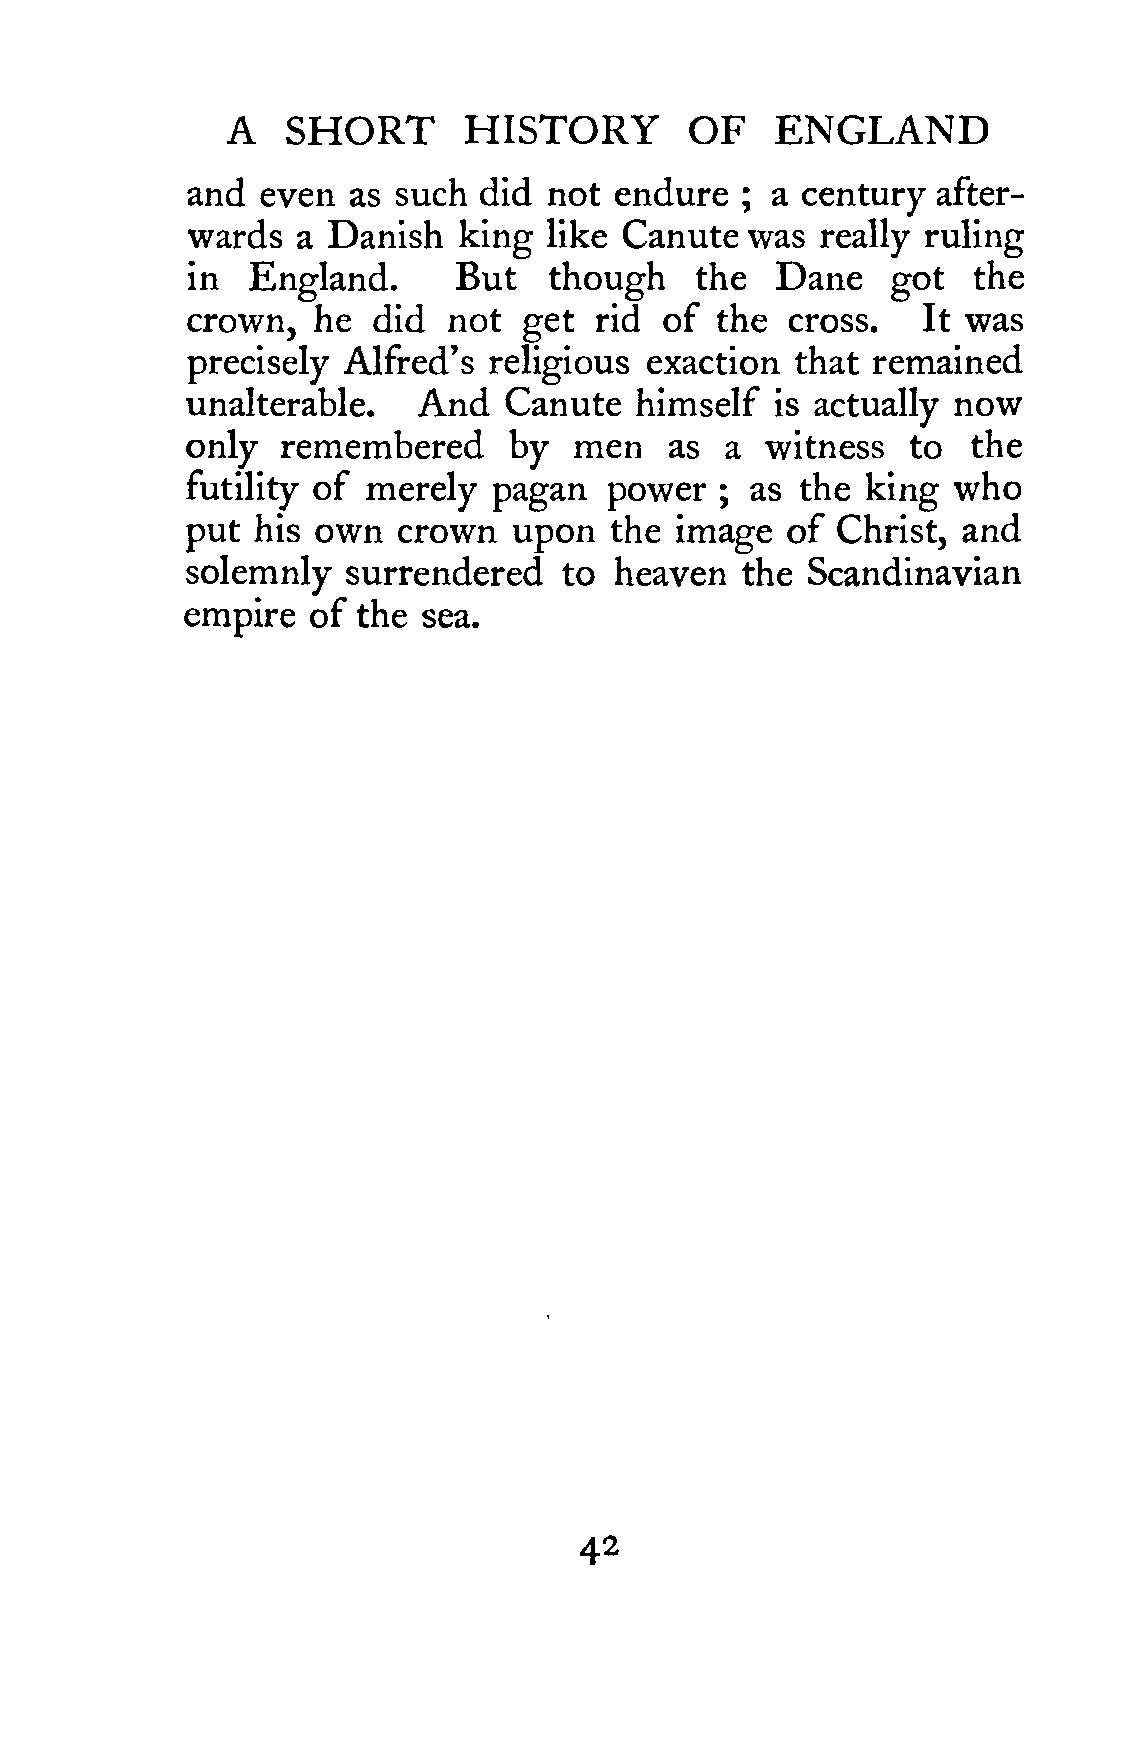 A SHORT HISTORY OF ENGLAND
and even as such did not endure ; a century after-
wards a Danish king like Canute was really ruling
in England. But though the Dane got the
crown, he did not get rid of the cross. It was
precisely Alfred's religious exaction that remained
unalterable. And Canute himself is actually now
only remembered by men as a witness to the
futility of merely pagan power ; as the king who
put his own crown upon the image of Christ, and
solemnly surrendered to heaven the Scandinavian
empire of the sea.
42